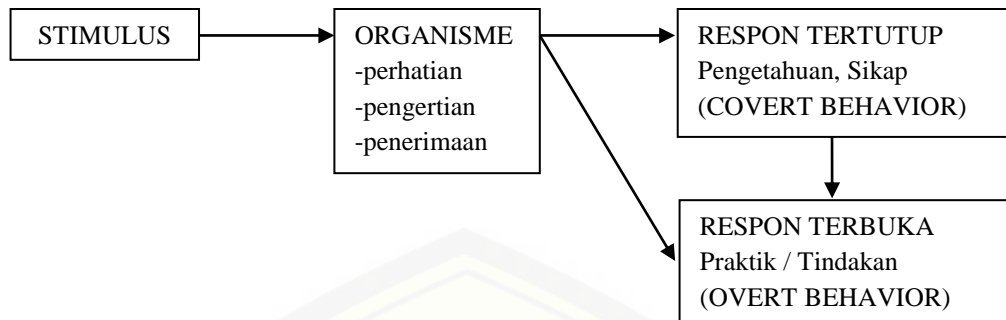 STIMULUS
ORGANISME
-perhatian
-pengertian
-penerimaan
RESPON TERTUTUP
Pengetahuan, Sikap
(COVERT BEHAVIOR)
RESPON TERBUKA
Praktik / Tindakan
(OVERT BEHAVIOR)